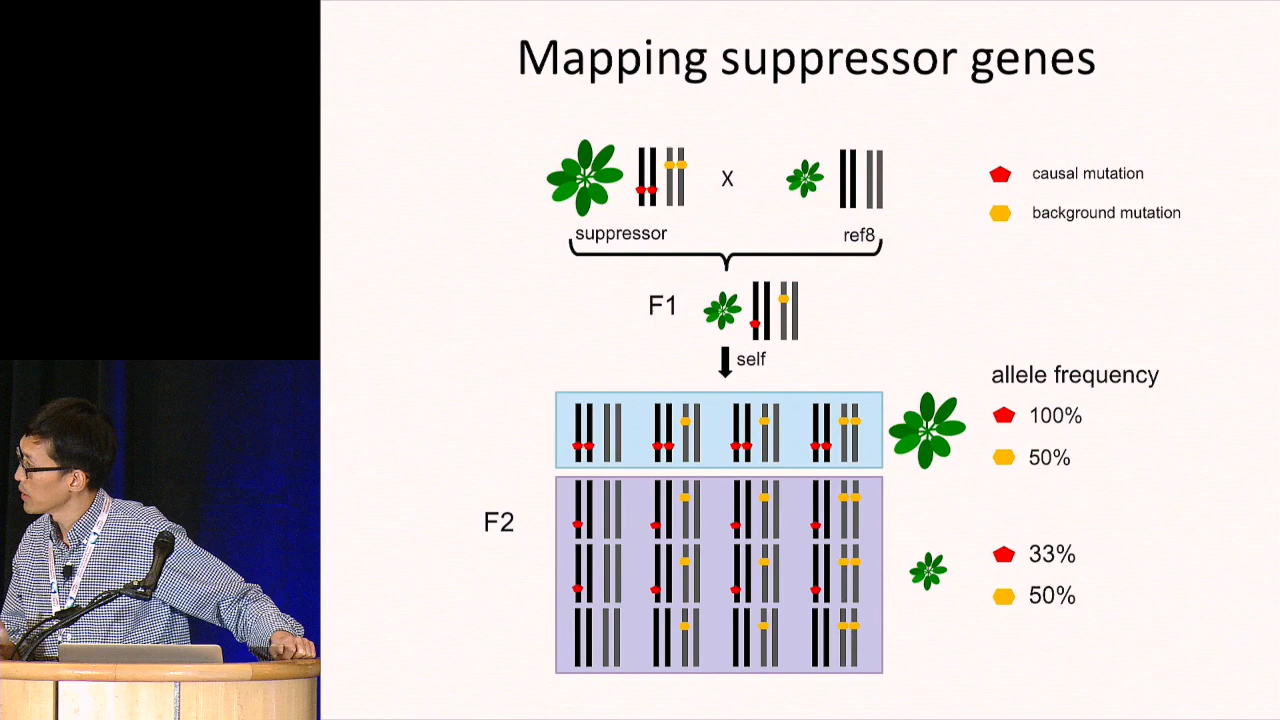 Mapping suppressor genes
X
causal mutation
background mutation
suppressor
ref8
F1
self
allele frequency
100%
50%
F2
33%
50%